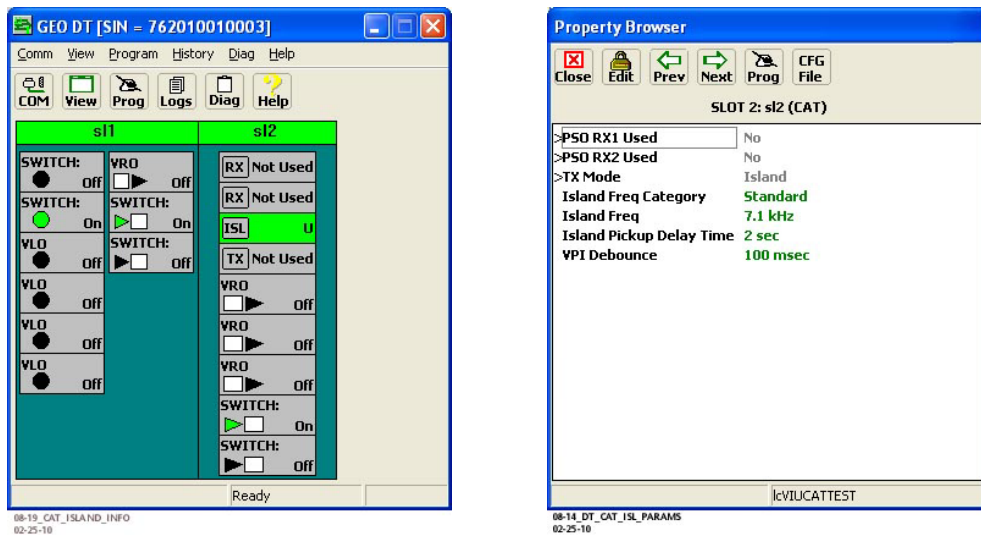 GEO DT [SIN = 762010010003]
Comm View Program History Diag Help
COM View Prog Logs Diag Help
sl1
SWITCH:
Off
SWITCH:
On
VLO
Off
VLO
Off
VLO
Off
VLO
Off
VRO
Off
SWITCH:
On
SWITCH:
Off
sl2
RX Not Used
RX Not Used
ISL U
TX Not Used
VRO
Off
VRO
Off
VRO
Off
SWITCH:
On
SWITCH:
Off
Ready
08-19_CAT_ISLAND_INFO
02-25-10
Property Browser
Close Edit Prev Next Prog CFG File
SLOT 2: sl2 (CAT)
>PSO RX1 Used No
>PSO RX2 Used No
>TX Mode Island
Island Freq Category Standard
Island Freq 7.1 kHz
Island Pickup Delay Time 2 sec
VPI Debounce 100 msec
lcVIUCATTEST
08-14_DT_CAT_ISL_PARAMS
02-25-10